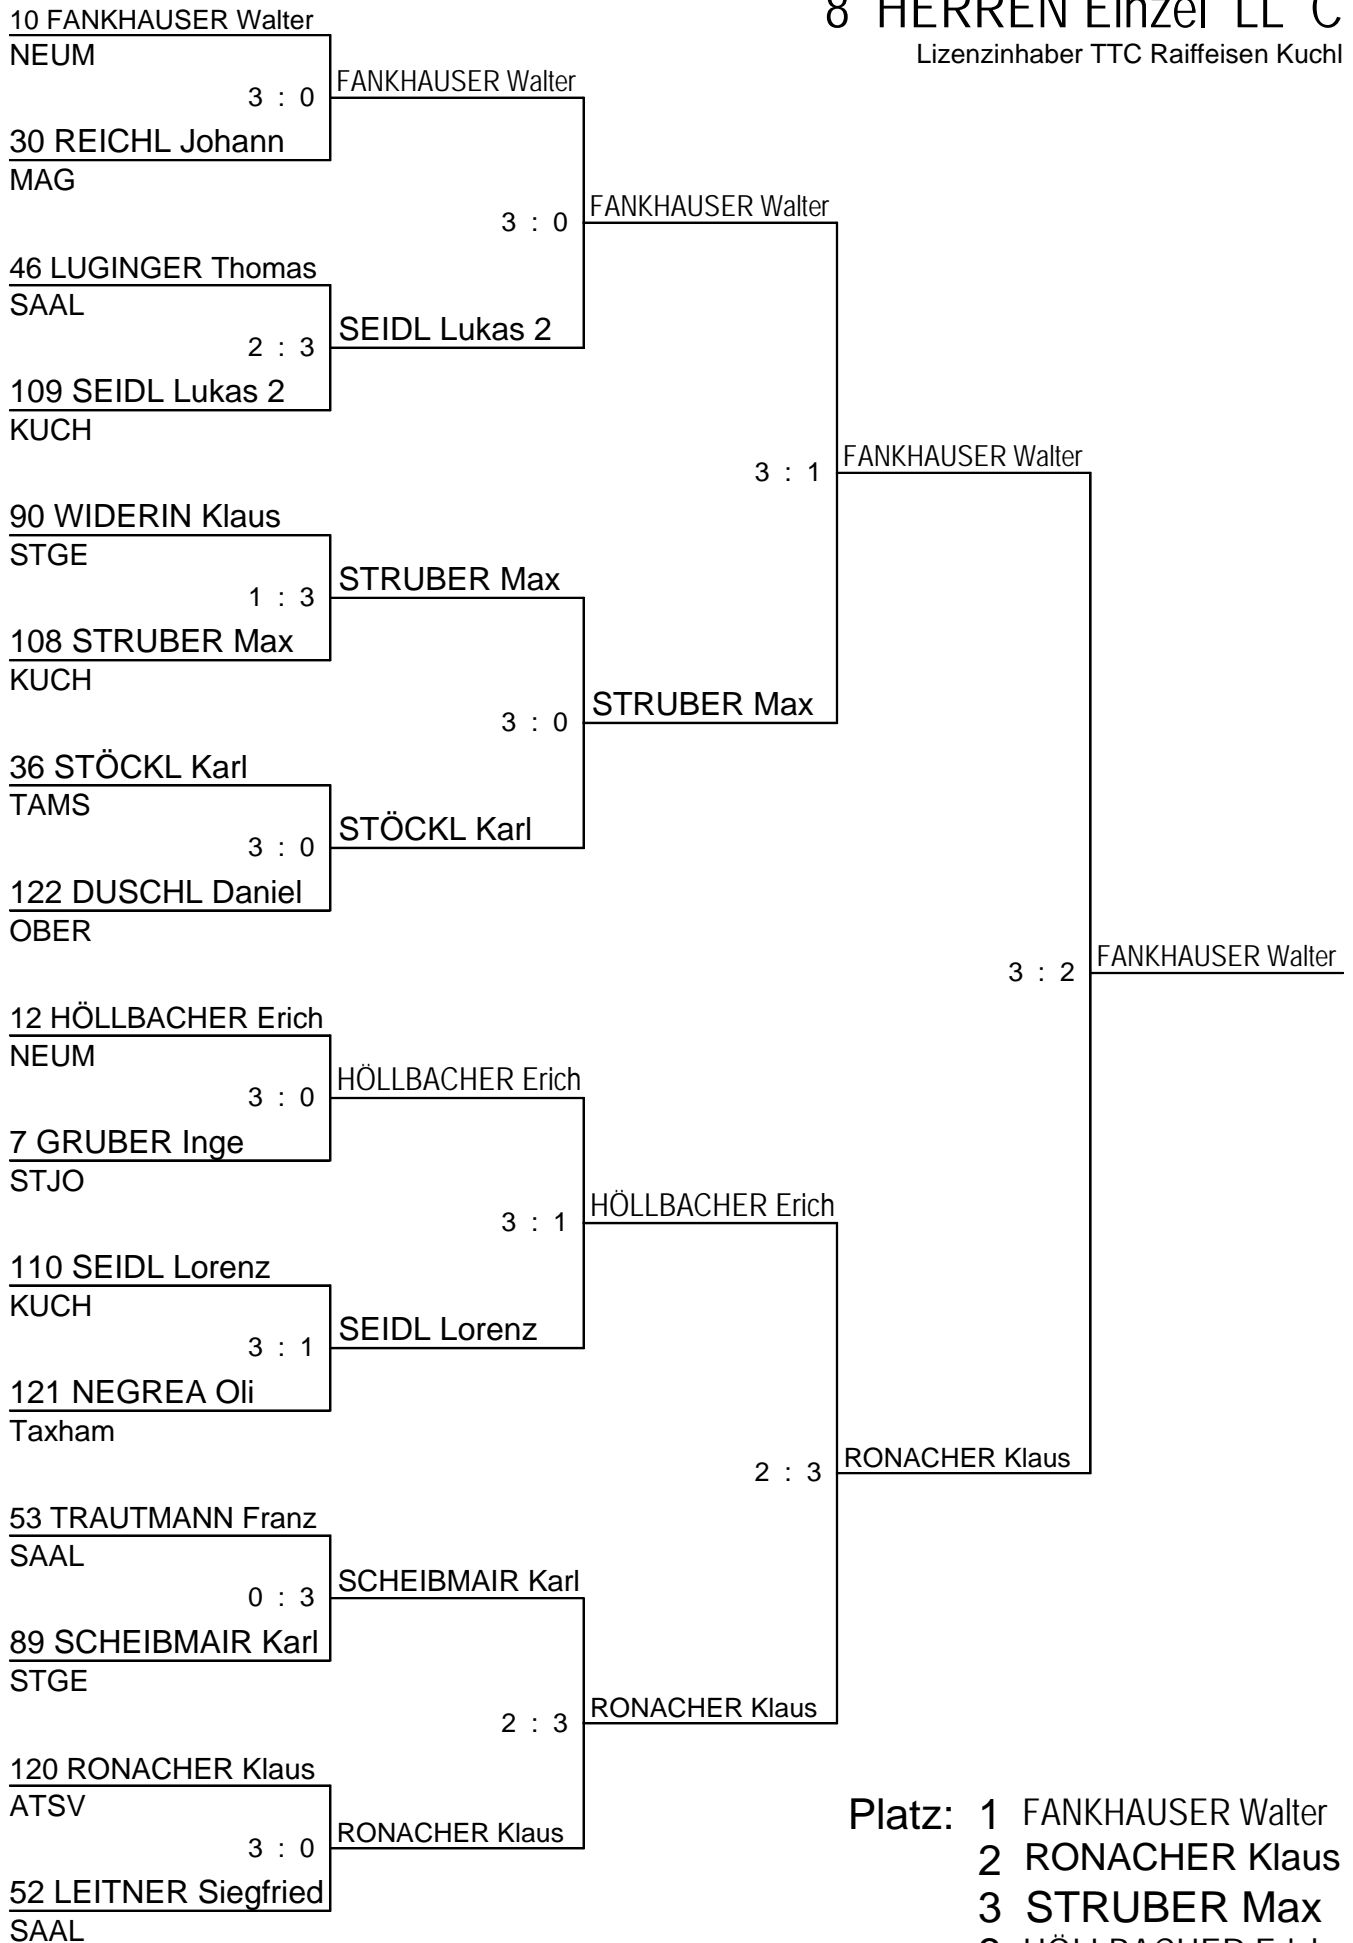 8 HERREN Einzel LL C
Lizenzinhaber TTC Raiffeisen Kuchl
10 FANKHAUSER Walter
NEUM
3 : 0
FANKHAUSER Walter
30 REICHL Johann
MAG
3 : 0
FANKHAUSER Walter
46 LUGINGER Thomas
SAAL
2 : 3
SEIDL Lukas 2
109 SEIDL Lukas 2
KUCH
3 : 1
FANKHAUSER Walter
90 WIDERIN Klaus
STGE
1 : 3
STRUBER Max
108 STRUBER Max
KUCH
3 : 0
STRUBER Max
36 STÖCKL Karl
TAMS
3 : 0
STÖCKL Karl
122 DUSCHL Daniel
OBER
3 : 2
FANKHAUSER Walter
12 HÖLLBACHER Erich
NEUM
3 : 0
HÖLLBACHER Erich
7 GRUBER Inge
STJO
3 : 1
HÖLLBACHER Erich
110 SEIDL Lorenz
KUCH
3 : 1
SEIDL Lorenz
121 NEGREA Oli
Taxham
2 : 3
RONACHER Klaus
53 TRAUTMANN Franz
SAAL
0 : 3
SCHEIBMAIR Karl
89 SCHEIBMAIR Karl
STGE
2 : 3
RONACHER Klaus
120 RONACHER Klaus
ATSV
3 : 0
RONACHER Klaus
52 LEITNER Siegfried
SAAL
Platz: 1 FANKHAUSER Walter
2 RONACHER Klaus
3 STRUBER Max
3 HÖLLBACHER Erich